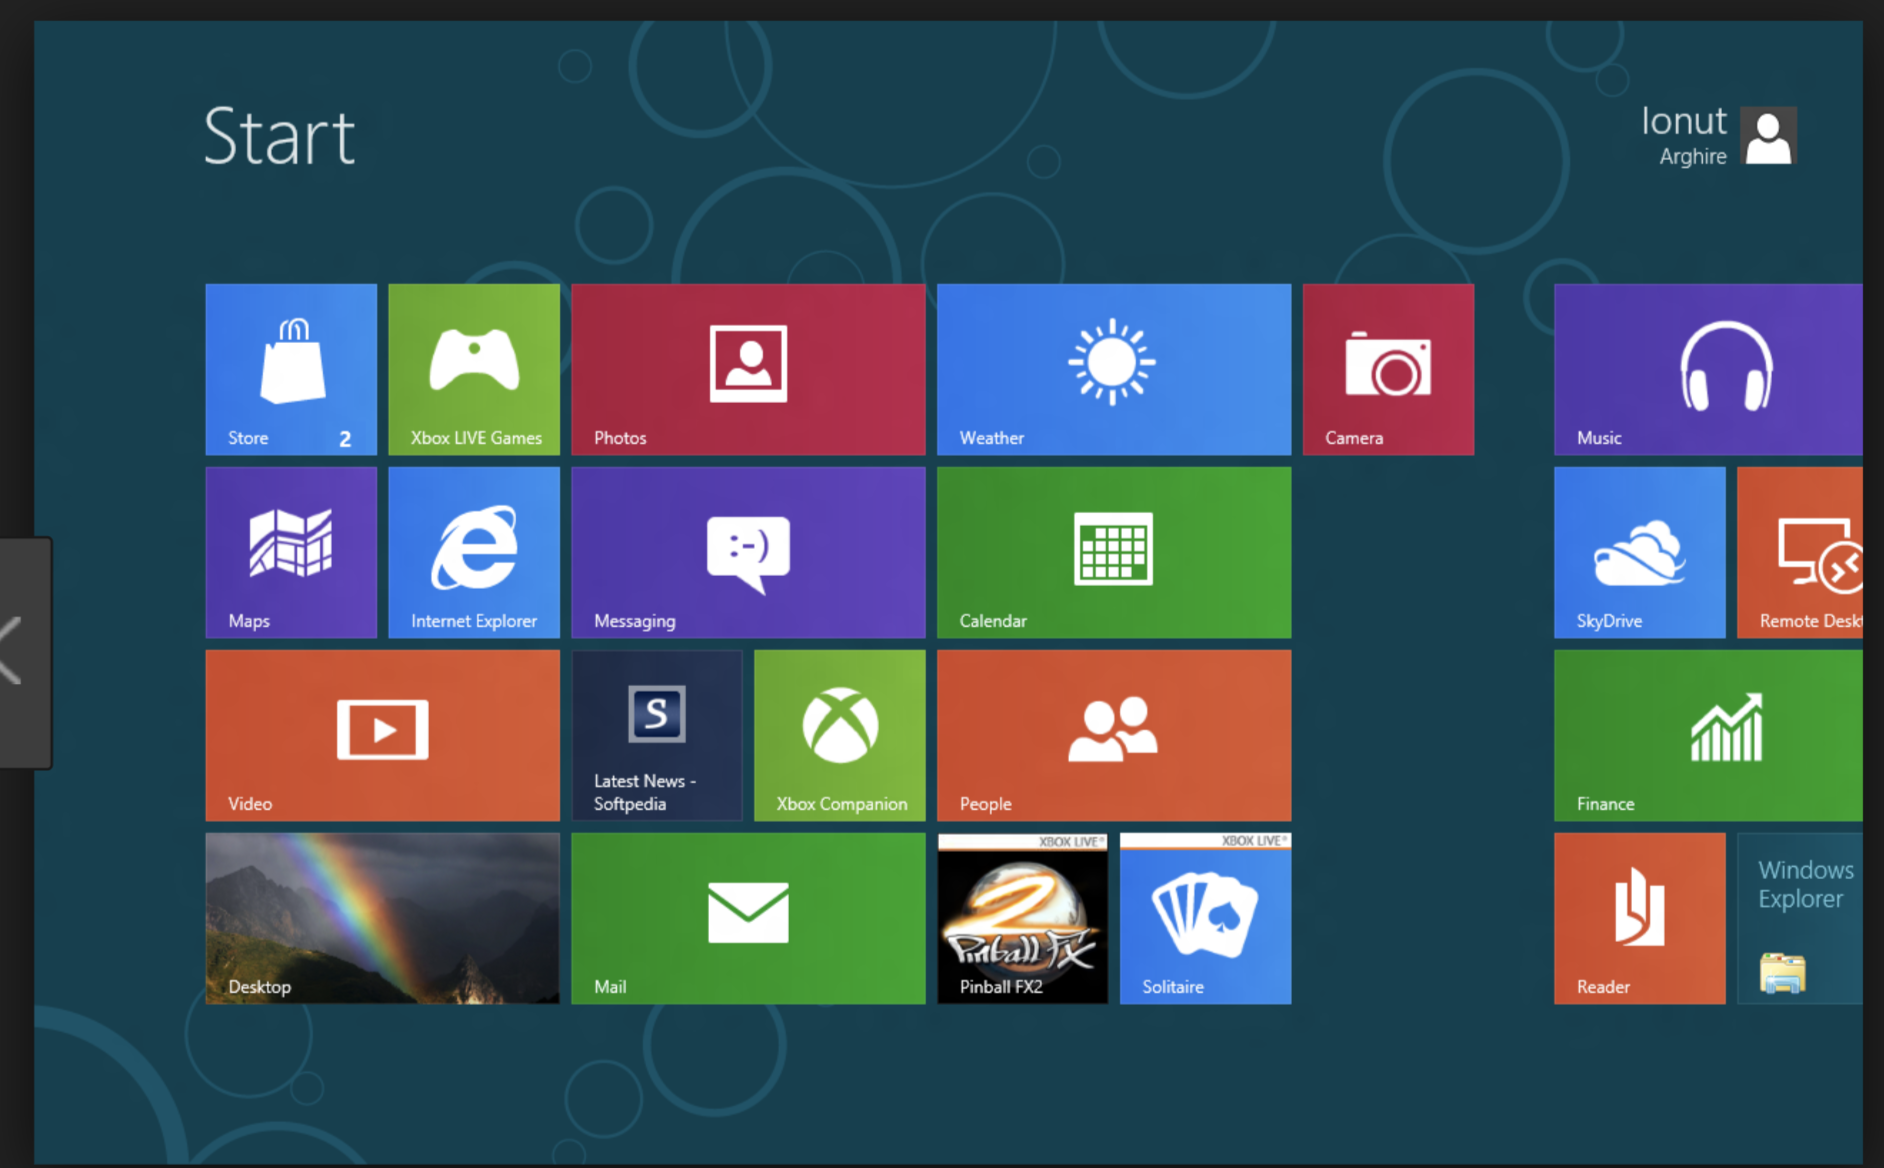 Start
Ionut
Arghire
Store 2
Xbox LIVE Games
Photos
Weather
Camera
Music
Maps
Internet Explorer
Messaging
:-)
Calendar
SkyDrive
Remote Deskt
Video
S
Latest News -
Softpedia
Xbox Companion
People
Finance
Desktop
Mail
XBOX LIVE®
2
Pinball FX
Pinball FX2
XBOX LIVE®
Solitaire
Reader
Windows
Explorer